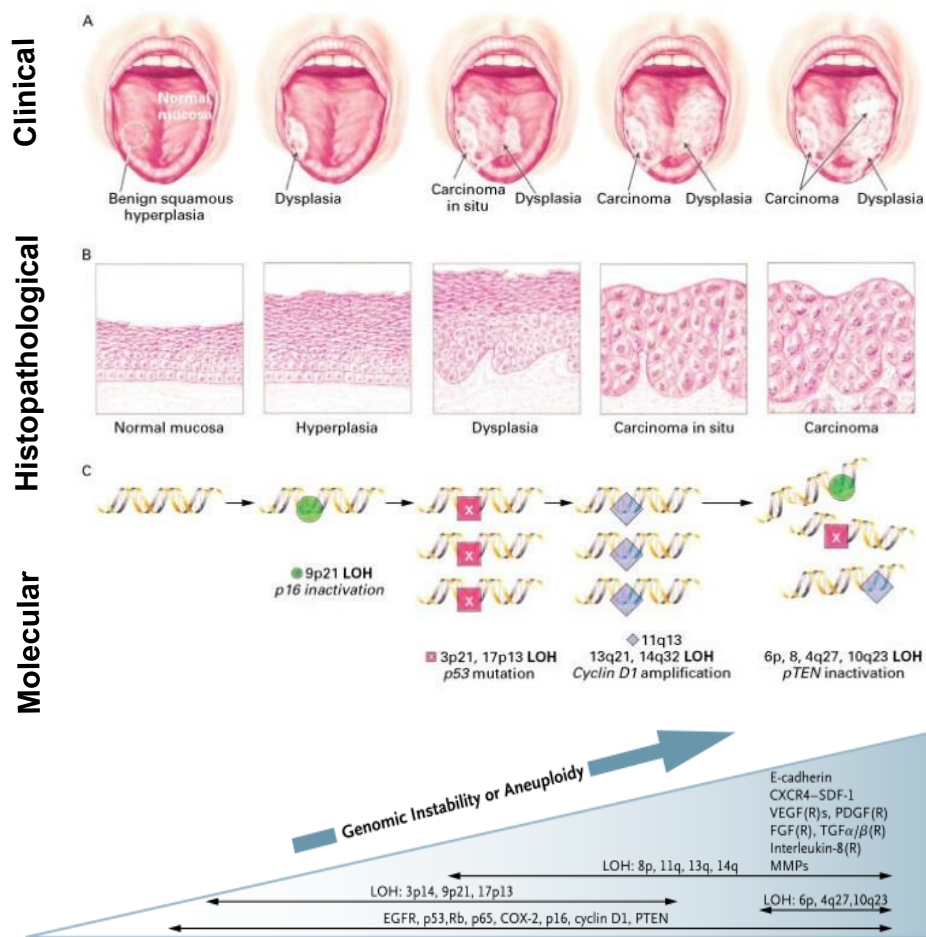 Clinical
A
Normal
mucosa
Benign squamous
hyperplasia
Dysplasia
Carcinoma
in situ
Dysplasia
Carcinoma
Dysplasia
Carcinoma
Dysplasia
Histopathological
B
Normal mucosa
Hyperplasia
Dysplasia
Carcinoma in situ
Carcinoma
Molecular
C
9p21 LOH
p16 inactivation
X
X
X
3p21, 17p13 LOH
p53 mutation
11q13
13q21, 14q32 LOH
Cyclin D1 amplification
X
6p, 8, 4q27, 10q23 LOH
pTEN inactivation
Genomic Instability or Aneuploidy
E-cadherin
CXCR4–SDF-1
VEGF(R)s, PDGF(R)
FGF(R), TGFα/β(R)
Interleukin-8(R)
MMPs
LOH: 8p, 11q, 13q, 14q
LOH: 3p14, 9p21, 17p13
LOH: 6p, 4q27,10q23
EGFR, p53,Rb, p65, COX-2, p16, cyclin D1, PTEN